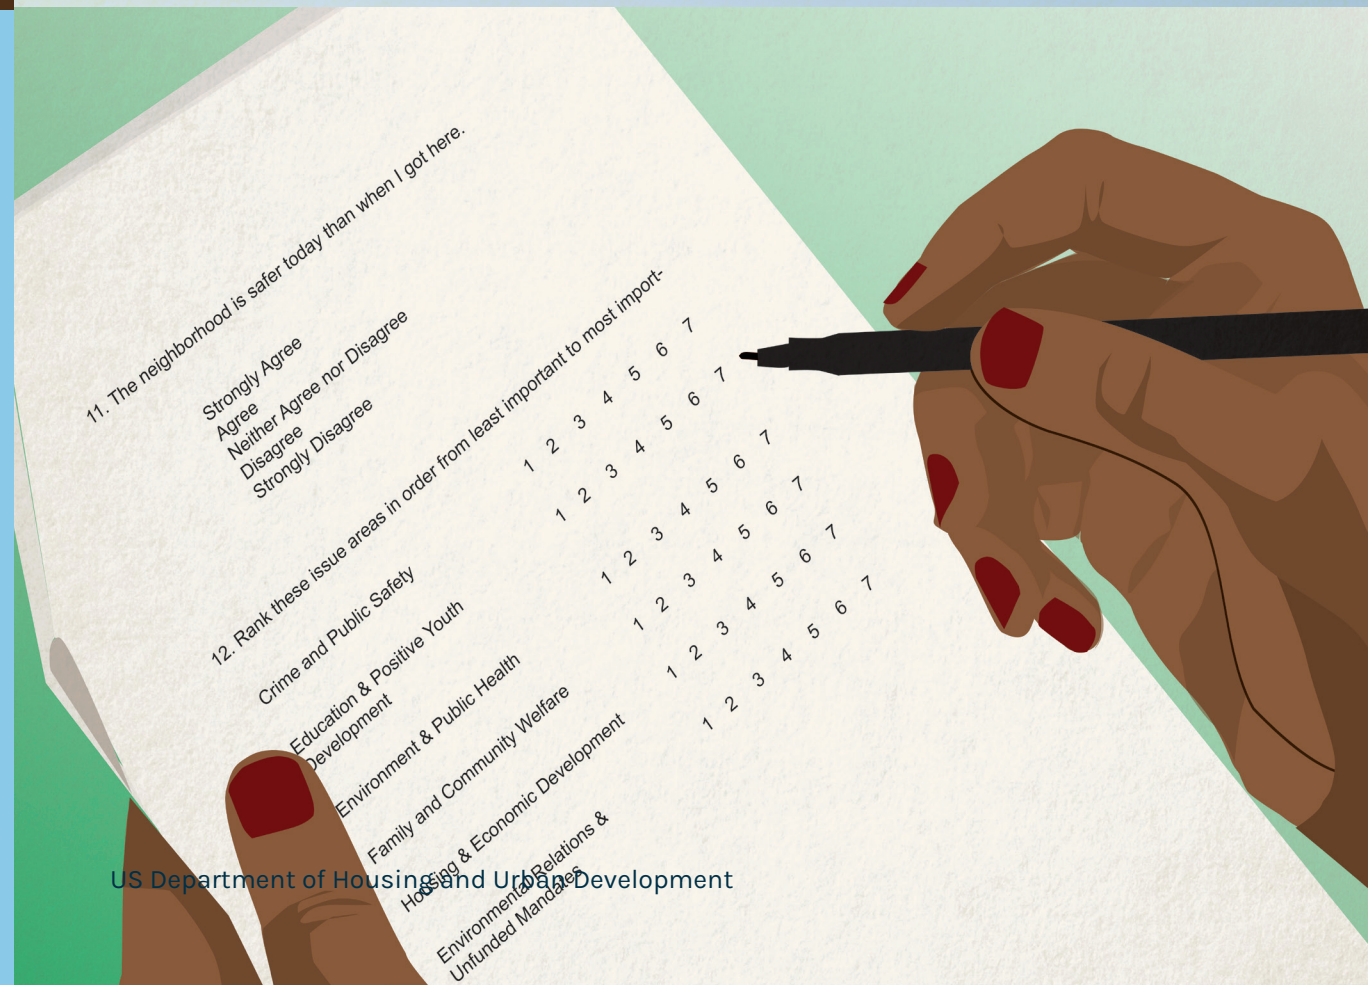 11. The neighborhood is safer today than when I got here.
Strongly Agree
Agree
Neither Agree nor Disagree
Disagree
Strongly Disagree
12. Rank these issue areas in order from least important to most import-
Crime and Public Safety 1 2 3 4 5 6 7
Education & Positive Youth 1 2 3 4 5 6 7
Development
Environment & Public Health 1 2 3 4 5 6 7
Family and Community Welfare 1 2 3 4 5 6 7
Housing & Economic Development 1 2 3 4 5 6 7
Environmental Relations & 1 2 3 4 5 6 7
Unfunded Mandates
US Department of Housing and Urban Development